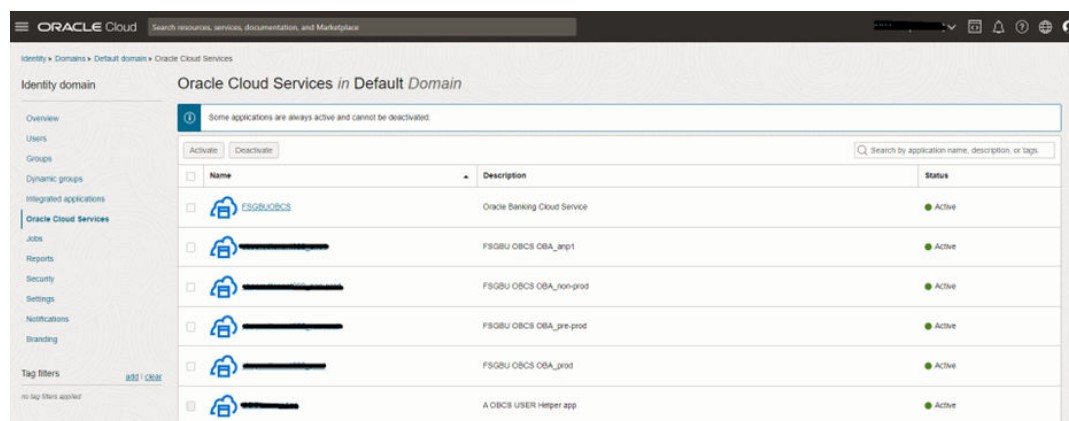 ORACLE Cloud
Search resources, services, documentation, and Marketplace
Identity » Domains » Default domain » Oracle Cloud Services
Identity domain
Overview
Users
Groups
Dynamic groups
Integrated applications
Oracle Cloud Services
Jobs
Reports
Security
Settings
Notifications
Branding
Tag filters add | clear
no tag filters applied
Oracle Cloud Services in Default Domain
Some applications are always active and cannot be deactivated.
Activate Deactivate
Search by application name, description, or tags.
Name Description Status
FSGBUOBCS Oracle Banking Cloud Service Active
FSGBU OBCS OBA_anp1 Active
FSGBU OBCS OBA_non-prod Active
FSGBU OBCS OBA_pre-prod Active
FSGBU OBCS OBA_prod Active
A OBCS USER Helper app Active